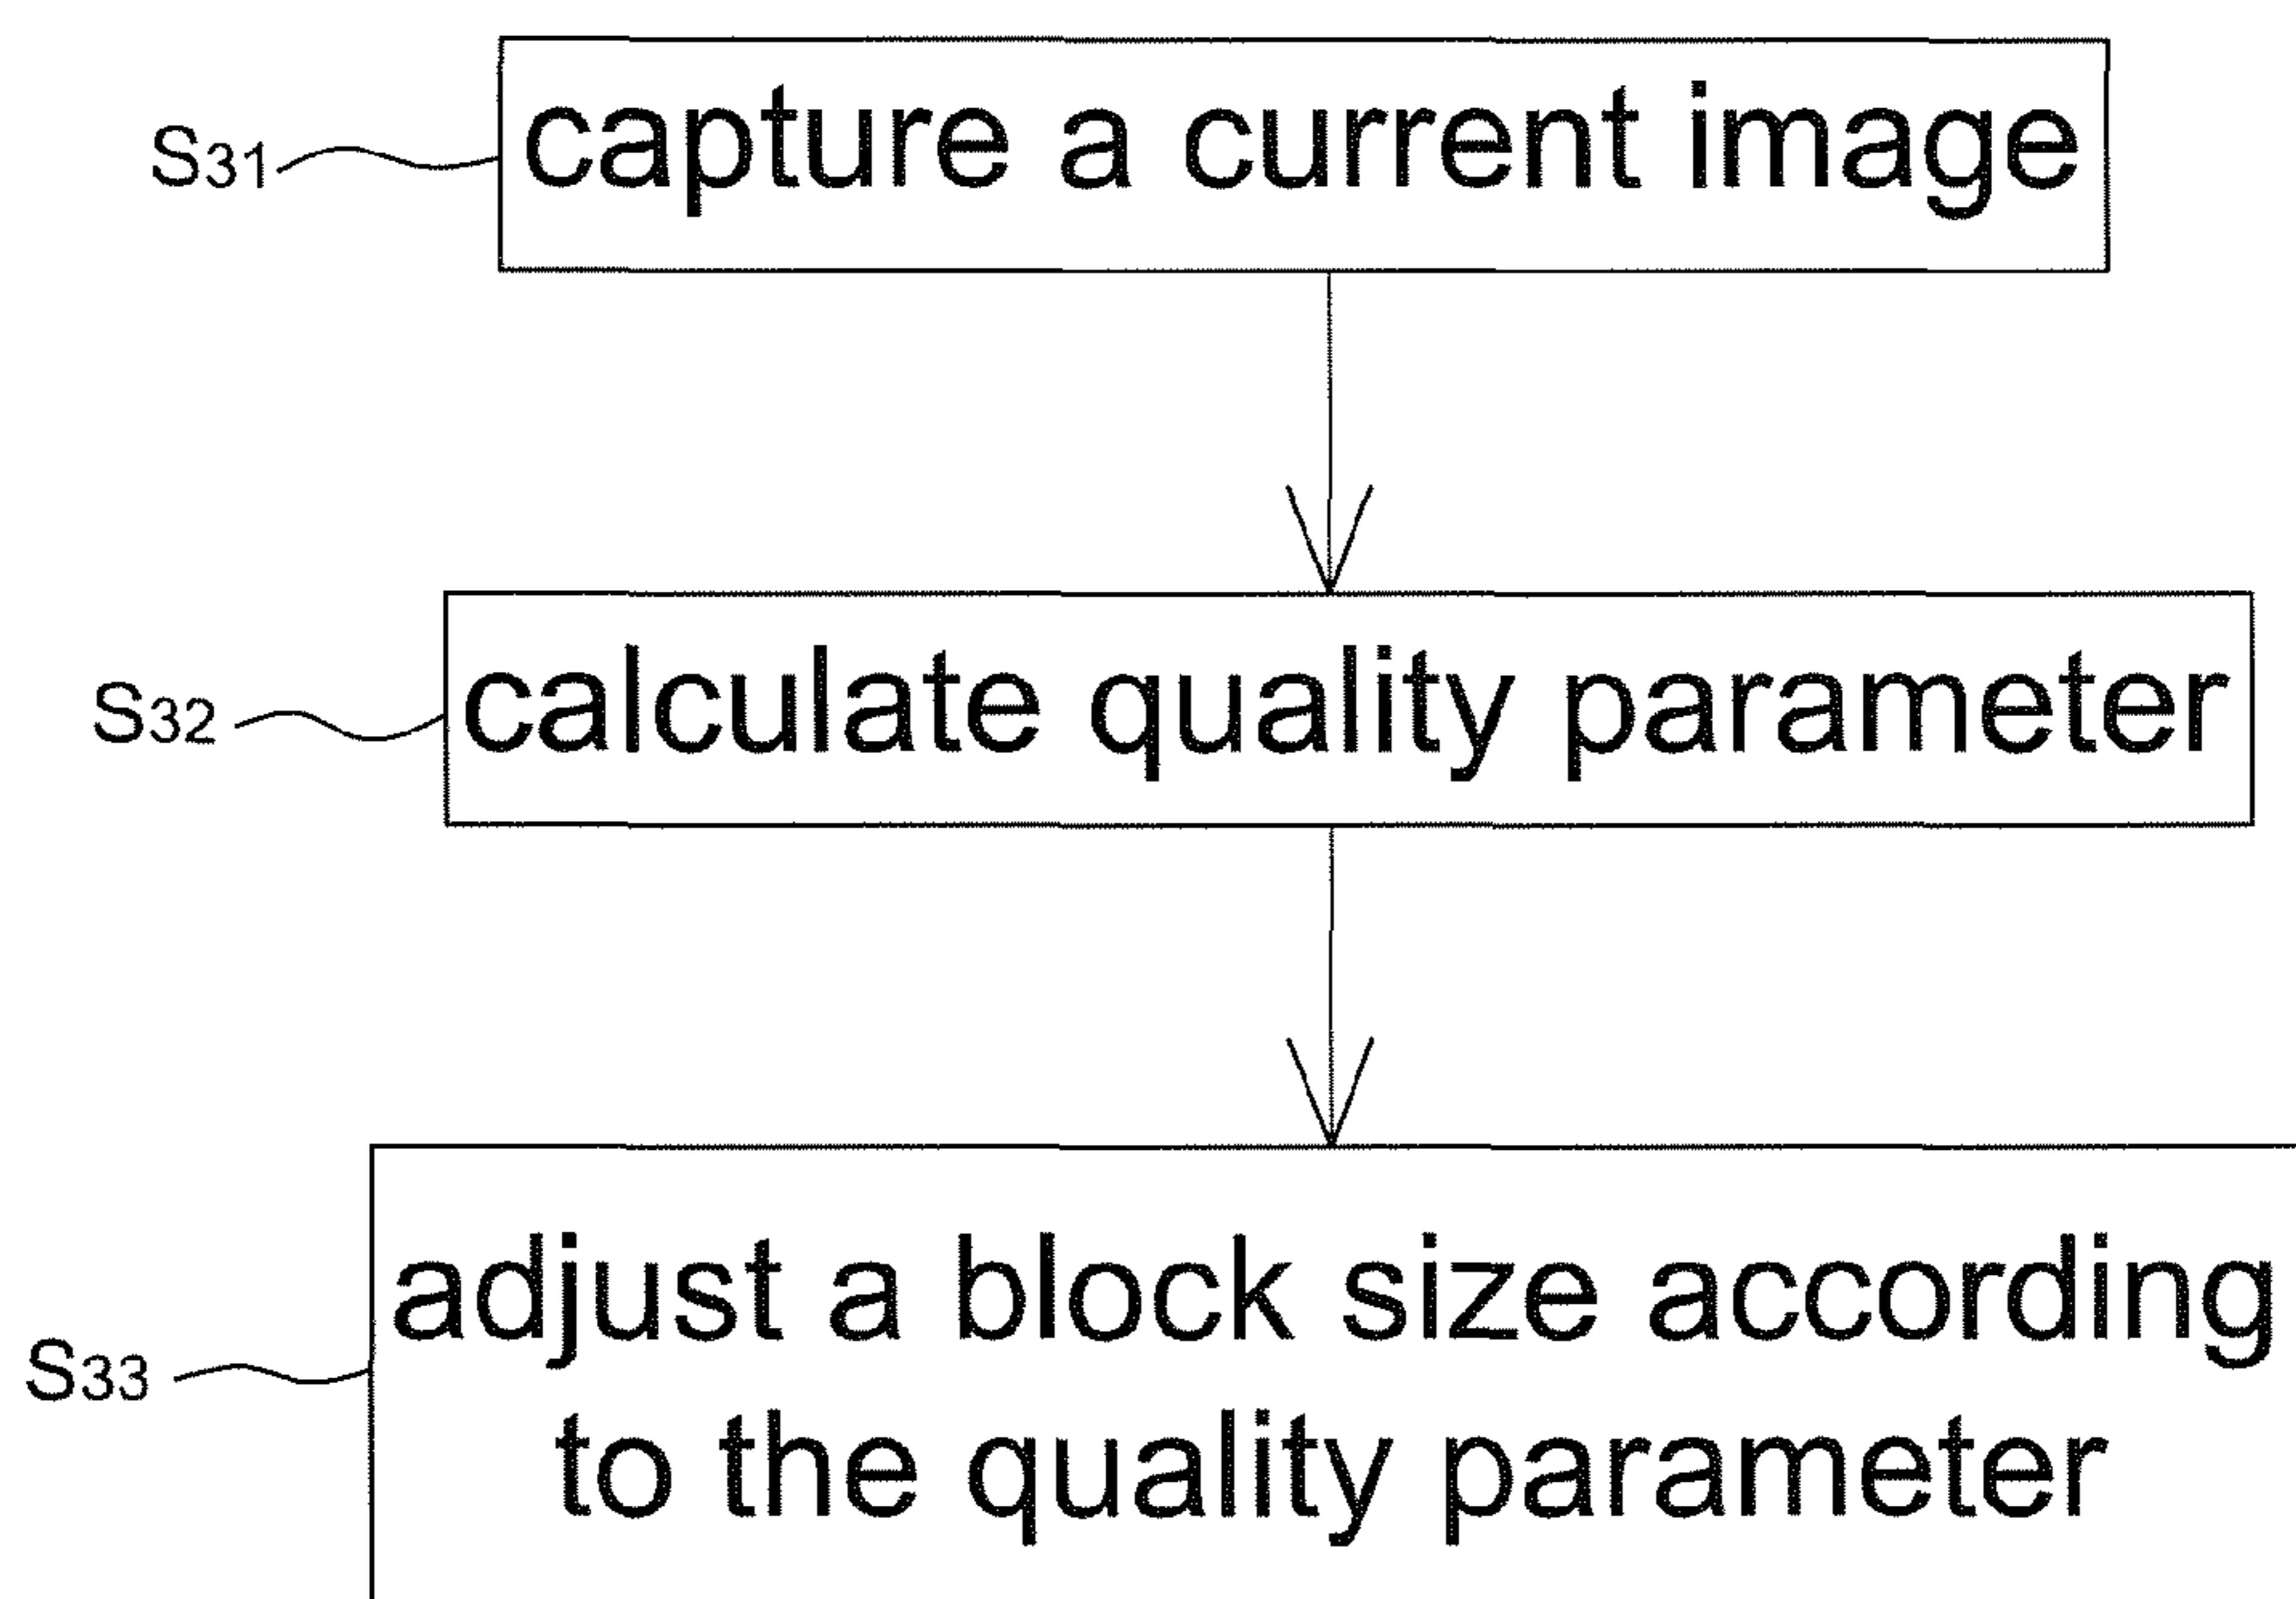 S31 capture a current image
S32 calculate quality parameter
S33 adjust a block size according
to the quality parameter